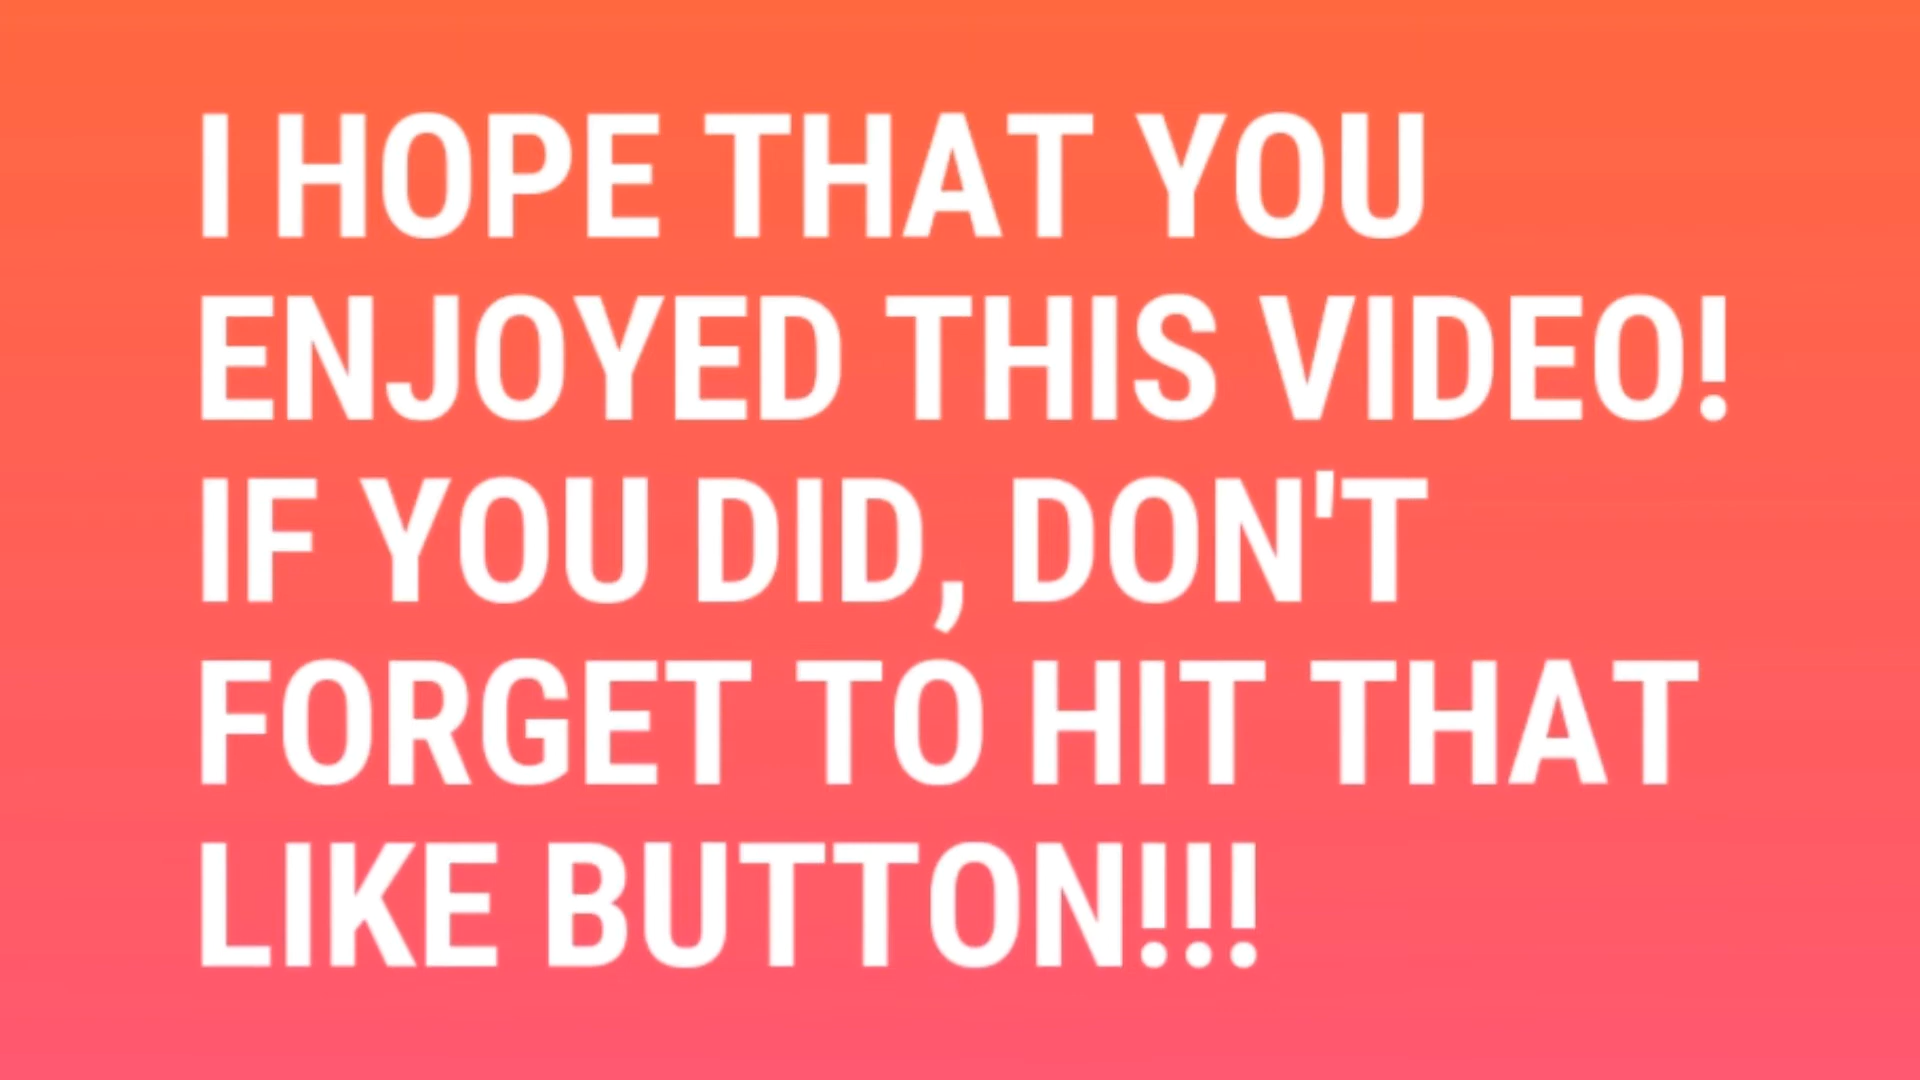 I HOPE THAT YOU
ENJOYED THIS VIDEO!
IF YOU DID, DON'T
FORGET TO HIT THAT
LIKE BUTTON!!!